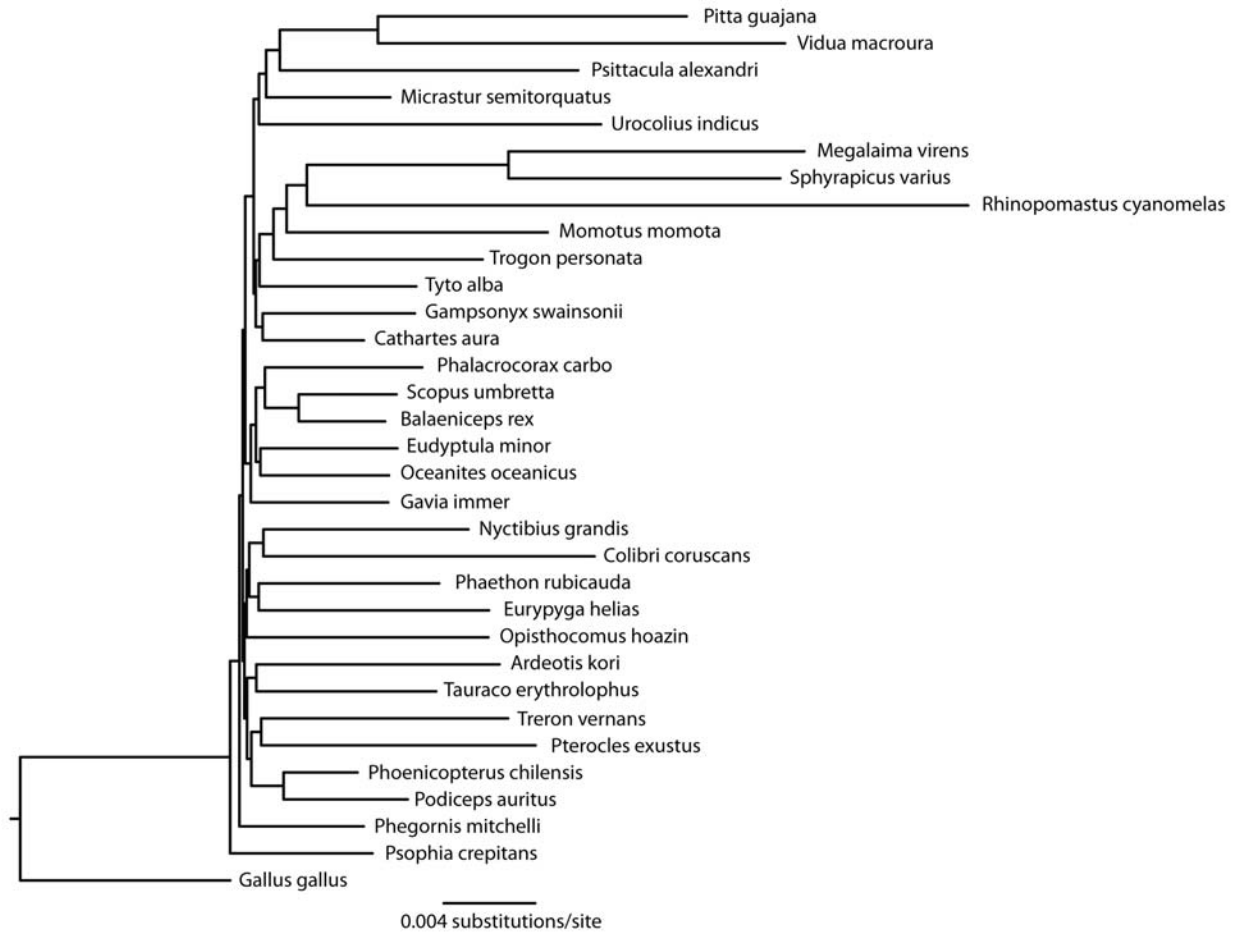 Pitta guajana
Vidua macroura
Psittacula alexandri
Micrastur semitorquatus
Urocolius indicus
Megalaima virens
Sphyrapicus varius
Rhinopomastus cyanomelas
Momotus momota
Trogon personata
Tyto alba
Gampsonyx swainsonii
Cathartes aura
Phalacrocorax carbo
Scopus umbretta
Balaeniceps rex
Eudyptula minor
Oceanites oceanicus
Gavia immer
Nyctibius grandis
Colibri coruscans
Phaethon rubicauda
Eurypyga helias
Opisthocomus hoazin
Ardeotis kori
Tauraco erythrolophus
Treron vernans
Pterocles exustus
Phoenicopterus chilensis
Podiceps auritus
Phegornis mitchelli
Psophia crepitans
Gallus gallus
0.004 substitutions/site